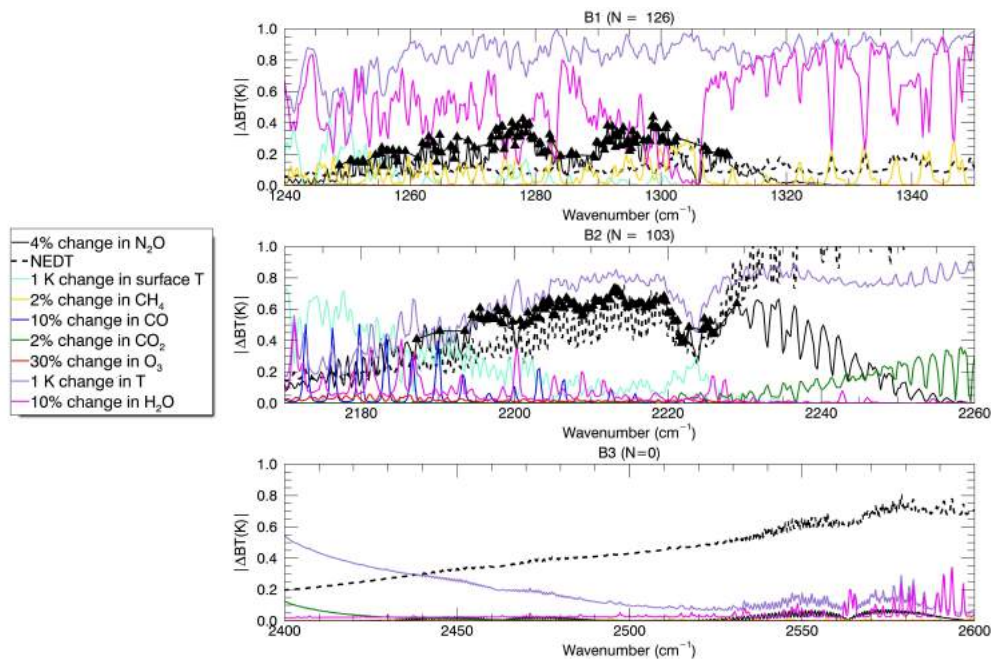 B1 (N = 126)
|ΔBT(K)|
1.0
0.8
0.6
0.4
0.2
0.0
1240 1260 1280 1300 1320 1340
Wavenumber (cm⁻¹)
4% change in N₂O
NEDT
1 K change in surface T
2% change in CH₄
10% change in CO
2% change in CO₂
30% change in O₃
1 K change in T
10% change in H₂O
B2 (N = 103)
|ΔBT(K)|
1.0
0.8
0.6
0.4
0.2
0.0
2180 2200 2220 2240 2260
Wavenumber (cm⁻¹)
B3 (N=0)
|ΔBT(K)|
1.0
0.8
0.6
0.4
0.2
0.0
2400 2450 2500 2550 2600
Wavenumber (cm⁻¹)